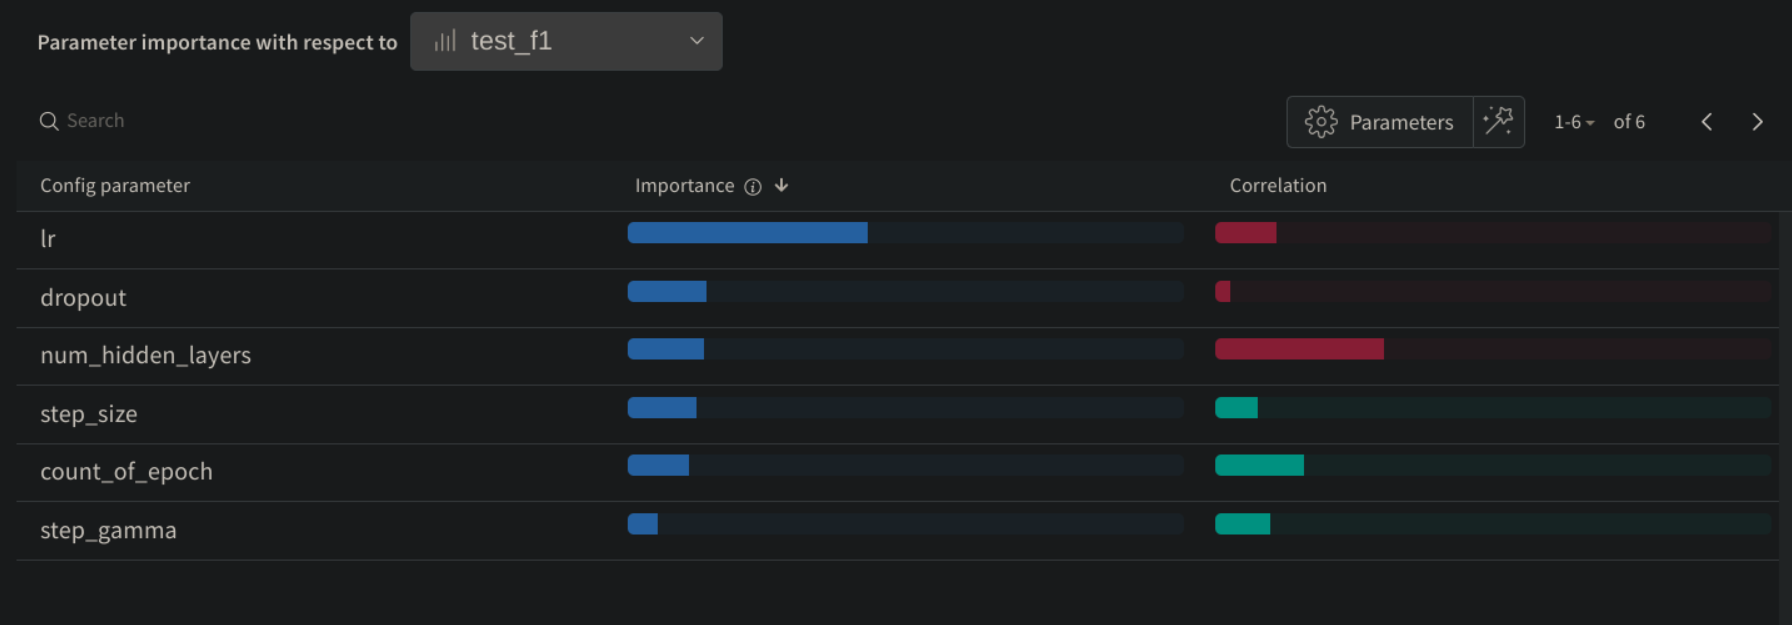 Parameter importance with respect to test_f1
Search
Parameters 1-6 of 6
Config parameter Importance Correlation
lr
dropout
num_hidden_layers
step_size
count_of_epoch
step_gamma